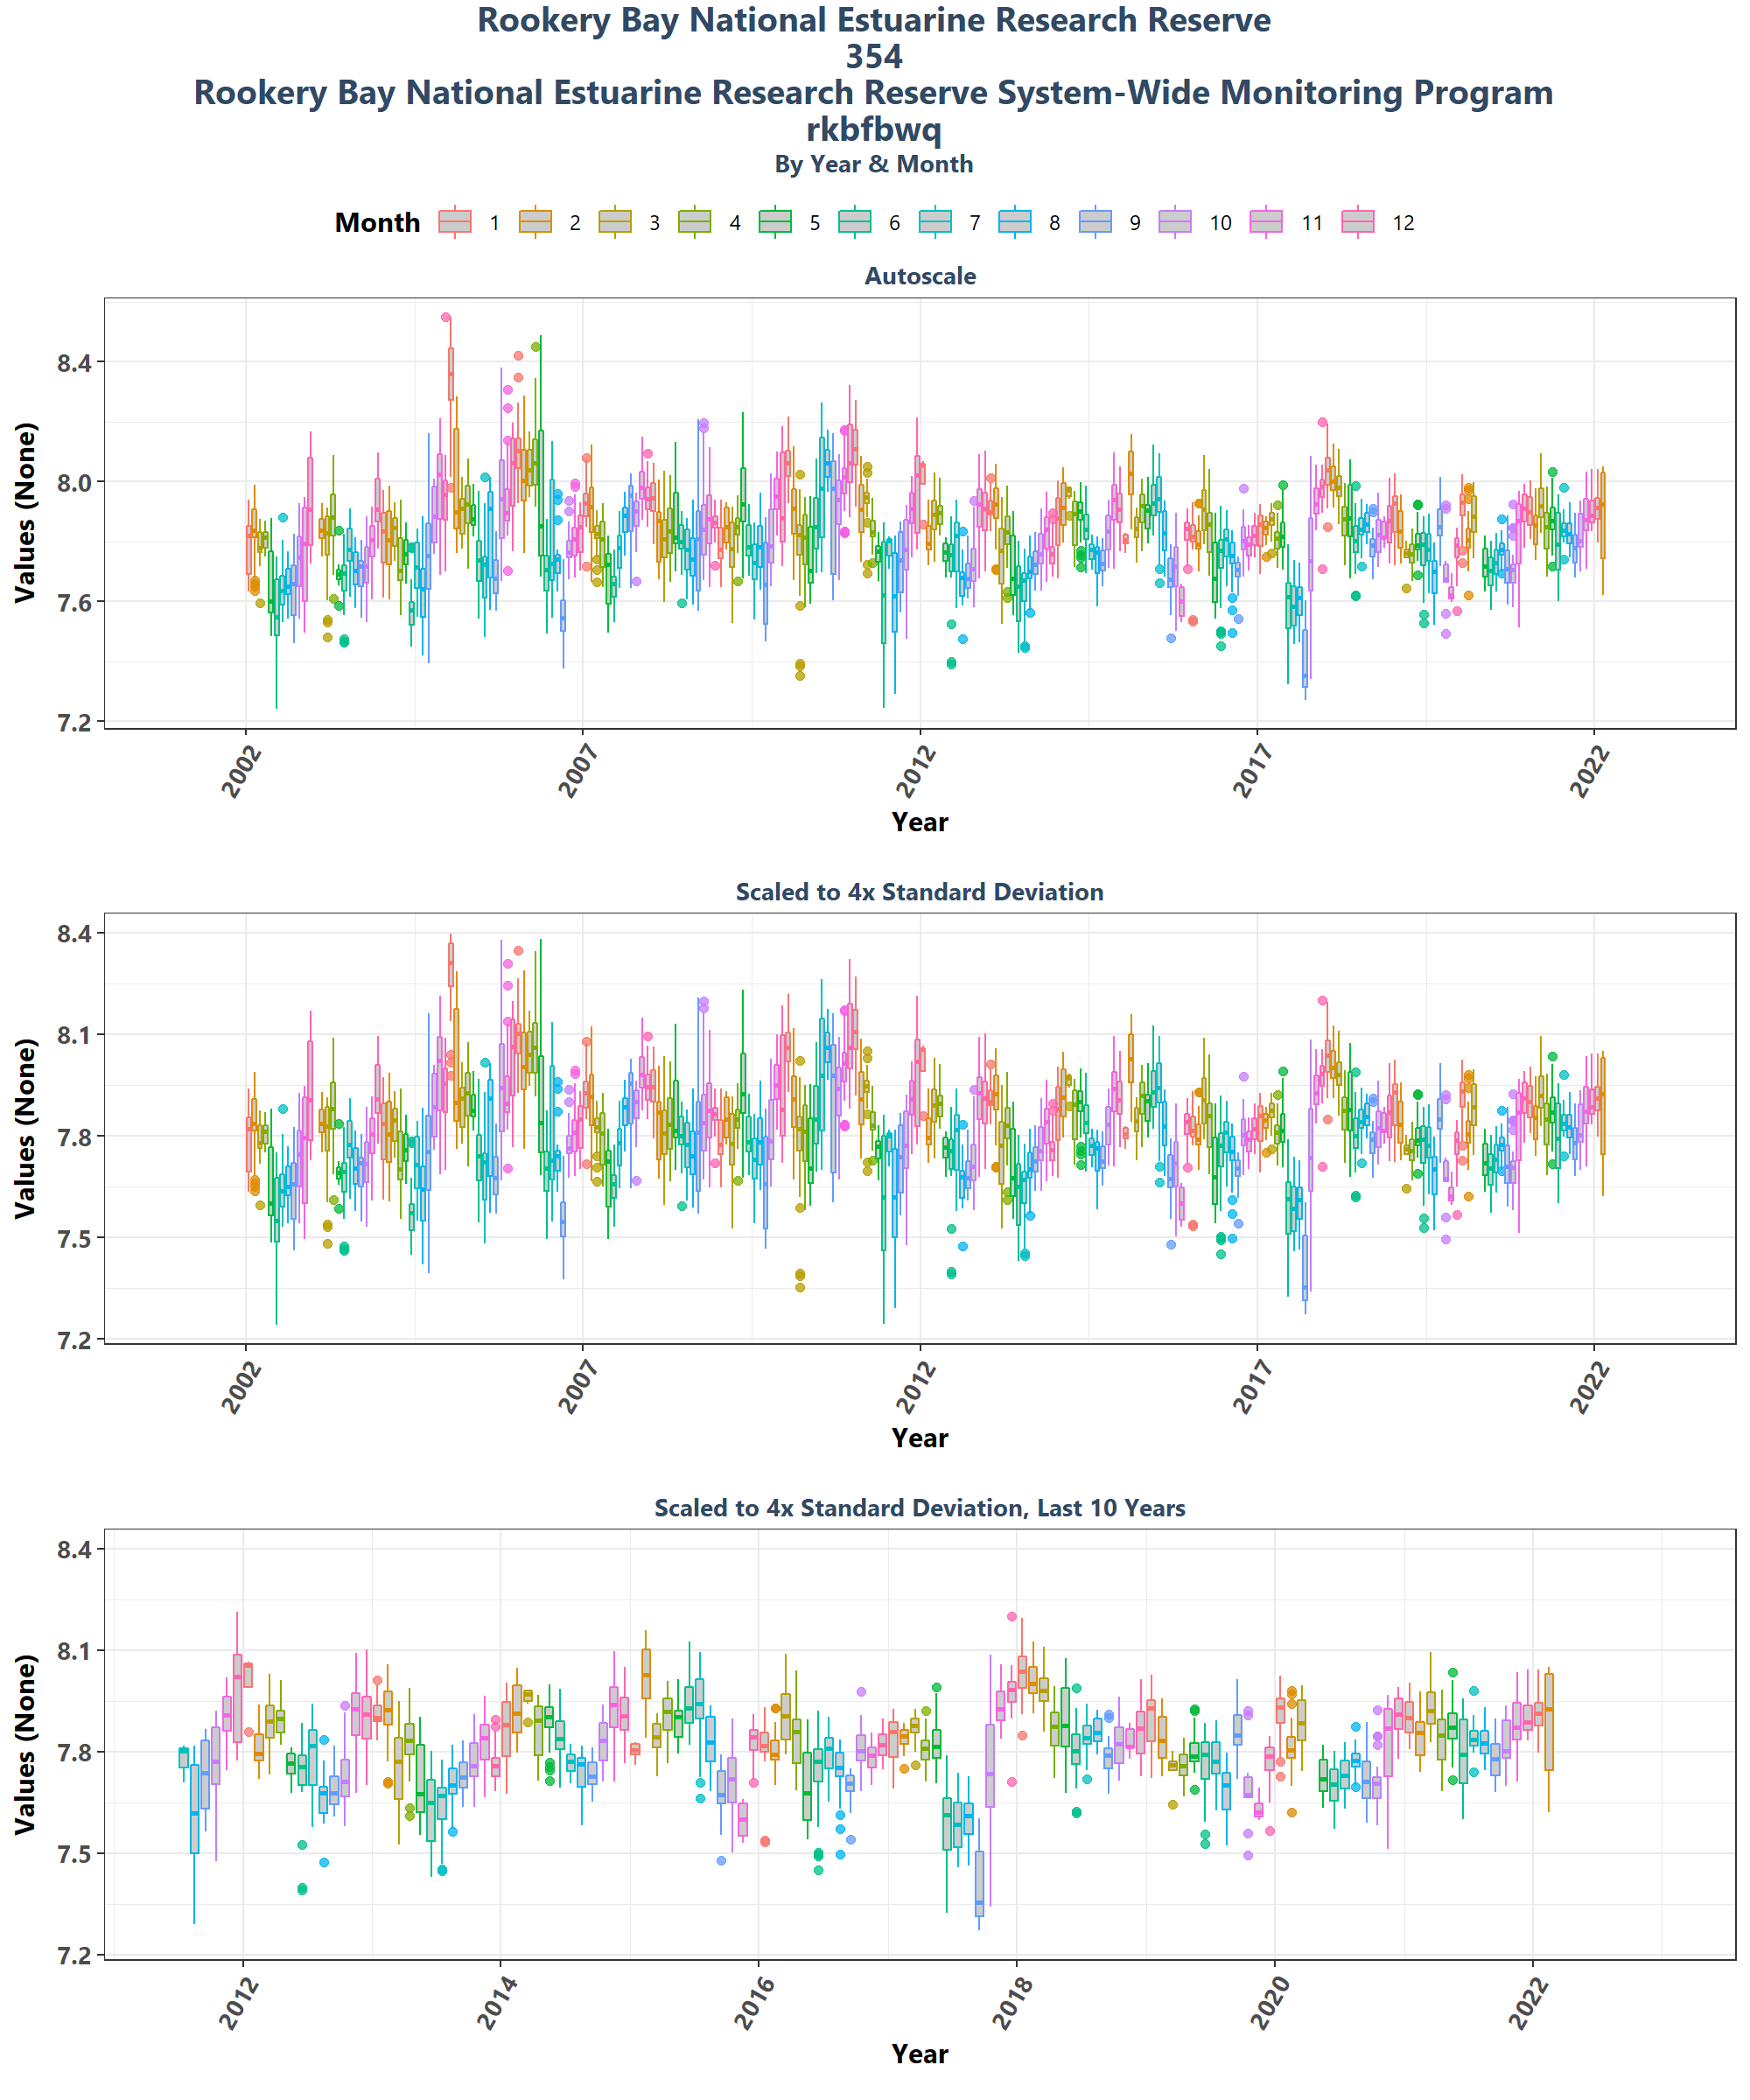 Rookery Bay National Estuarine Research Reserve
354
Rookery Bay National Estuarine Research Reserve System-Wide Monitoring Program
rkbfbwq
By Year & Month
Month 1 2 3 4 5 6 7 8 9 10 11 12
Autoscale
Values (None)
8.4
8.0
7.6
7.2
2002 2007 2012 2017 2022
Year
Scaled to 4x Standard Deviation
Values (None)
8.4
8.1
7.8
7.5
7.2
2002 2007 2012 2017 2022
Year
Scaled to 4x Standard Deviation, Last 10 Years
Values (None)
8.4
8.1
7.8
7.5
7.2
2012 2014 2016 2018 2020 2022
Year